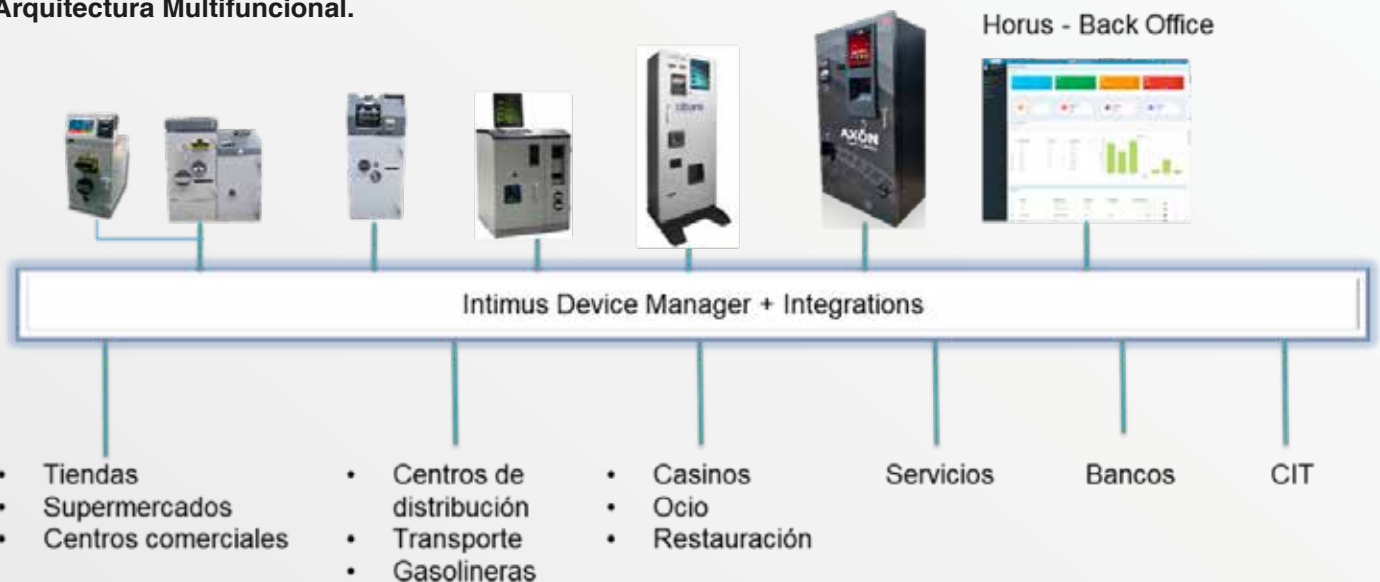 Arquitectura Multifuncional.
Horus - Back Office
AXON
Intimus Device Manager + Integrations
• Tiendas
• Supermercados
• Centros comerciales
• Centros de
distribución
• Transporte
• Gasolineras
• Casinos
• Ocio
• Restauración
Servicios
Bancos
CIT